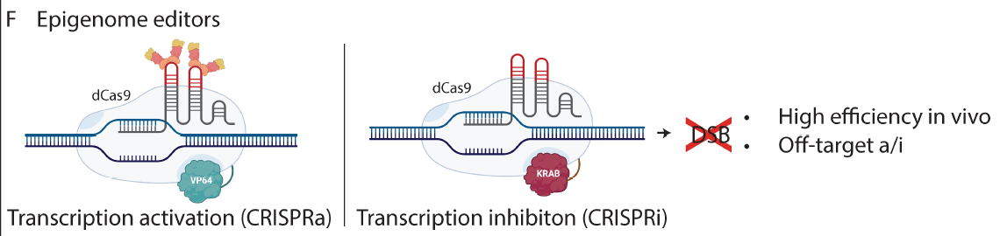 F Epigenome editors
dCas9
VP64
Transcription activation (CRISPRa)
dCas9
KRAB
Transcription inhibiton (CRISPRi)
DSB
• High efficiency in vivo
• Off-target a/i